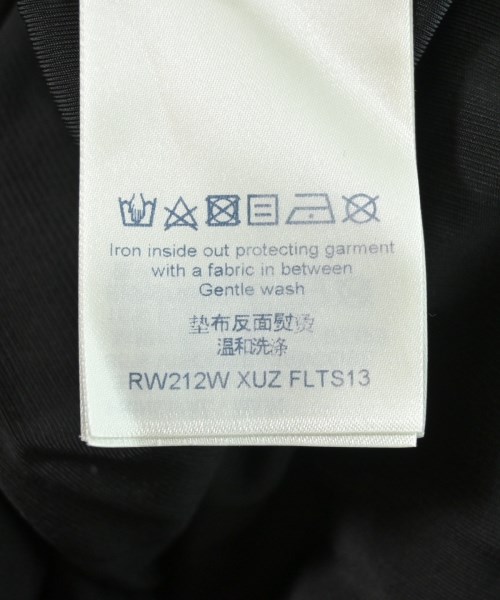 Iron inside out protecting garment
with a fabric in between
Gentle wash
垫布反面熨烫
温和洗涤
RW212W XUZ FLTS13